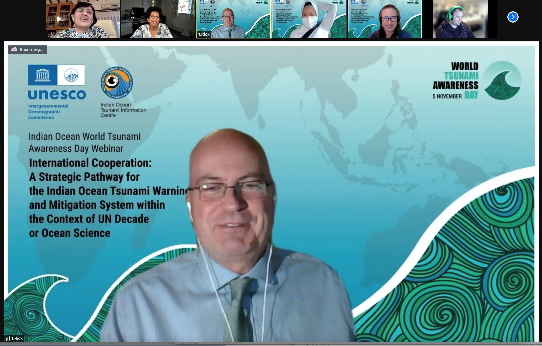 unesco
Intergovernmental
Oceanographic
Commission
Indian Ocean
Tsunami Information
Centre
WORLD
TSUNAMI
AWARENESS
DAY
5 NOVEMBER
Indian Ocean World Tsunami
Awareness Day Webinar
International Cooperation:
A Strategic Pathway for
the Indian Ocean Tsunami Warning
and Mitigation System within
the Context of UN Decade
or Ocean Science